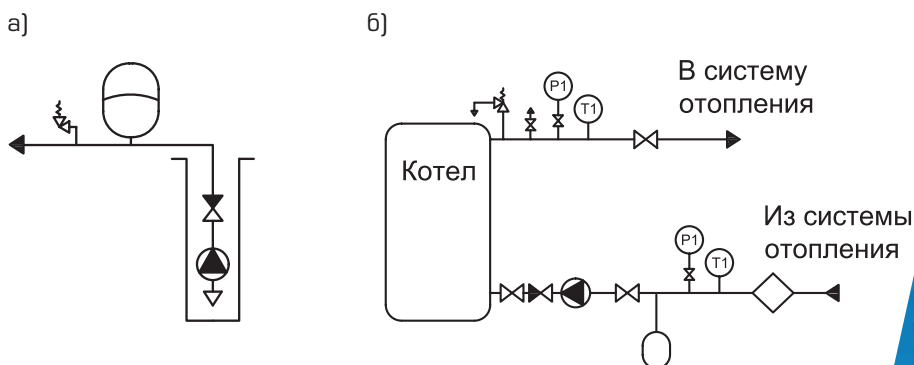 а)
б)
P1
T1
В систему
отопления
Котел
P1
T1
Из системы
отопления